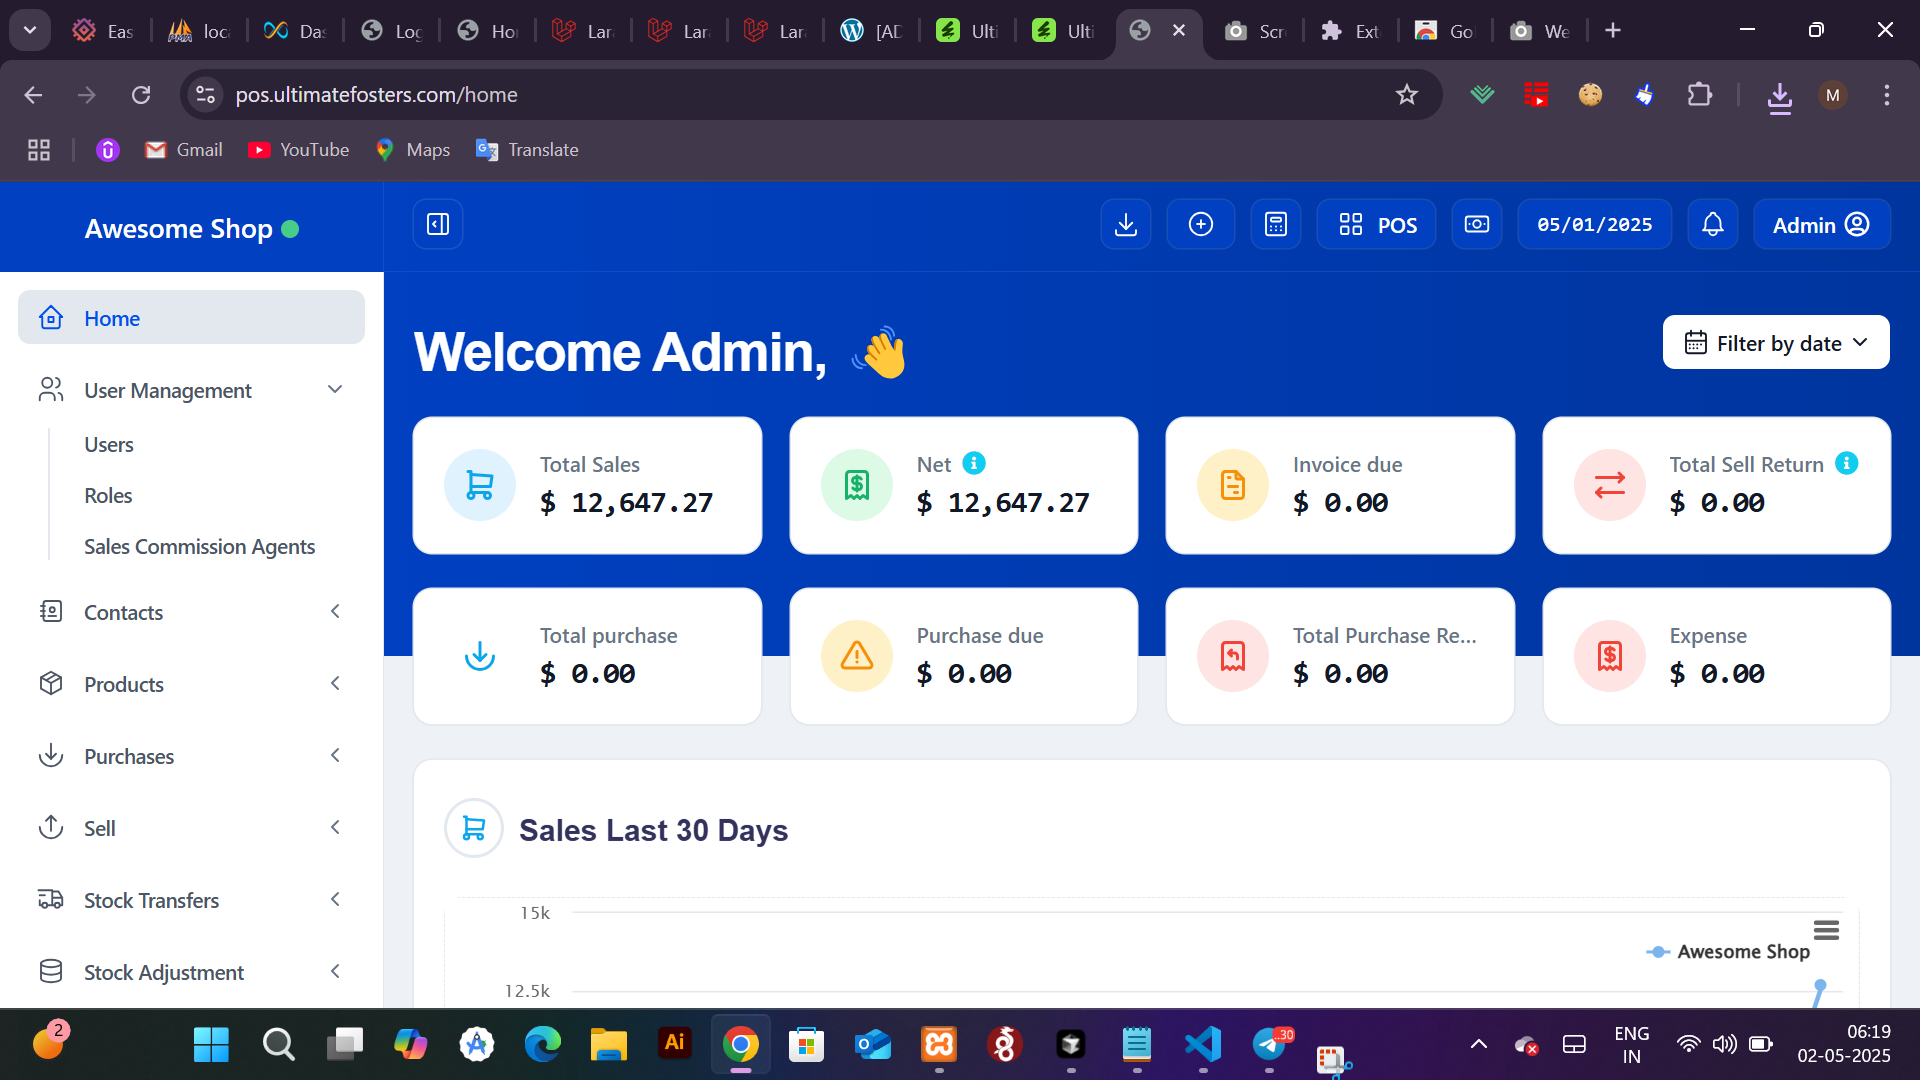 Eas
loc
Das
Log
Ho
Lar
Lar
Lar
[AD
Ulti
Ulti
Scr
Ext
Go
We
pos.ultimatefosters.com/home
M
Gmail
YouTube
Maps
Translate
Awesome Shop
POS
05/01/2025
Admin
Home
User Management
Users
Roles
Sales Commission Agents
Contacts
Products
Purchases
Sell
Stock Transfers
Stock Adjustment
Welcome Admin,
Filter by date
Total Sales
$ 12,647.27
Net
$ 12,647.27
Invoice due
$ 0.00
Total Sell Return
$ 0.00
Total purchase
$ 0.00
Purchase due
$ 0.00
Total Purchase Re...
$ 0.00
Expense
$ 0.00
Sales Last 30 Days
15k
Awesome Shop
12.5k
2
Ai
..30
ENG
IN
06:19
02-05-2025